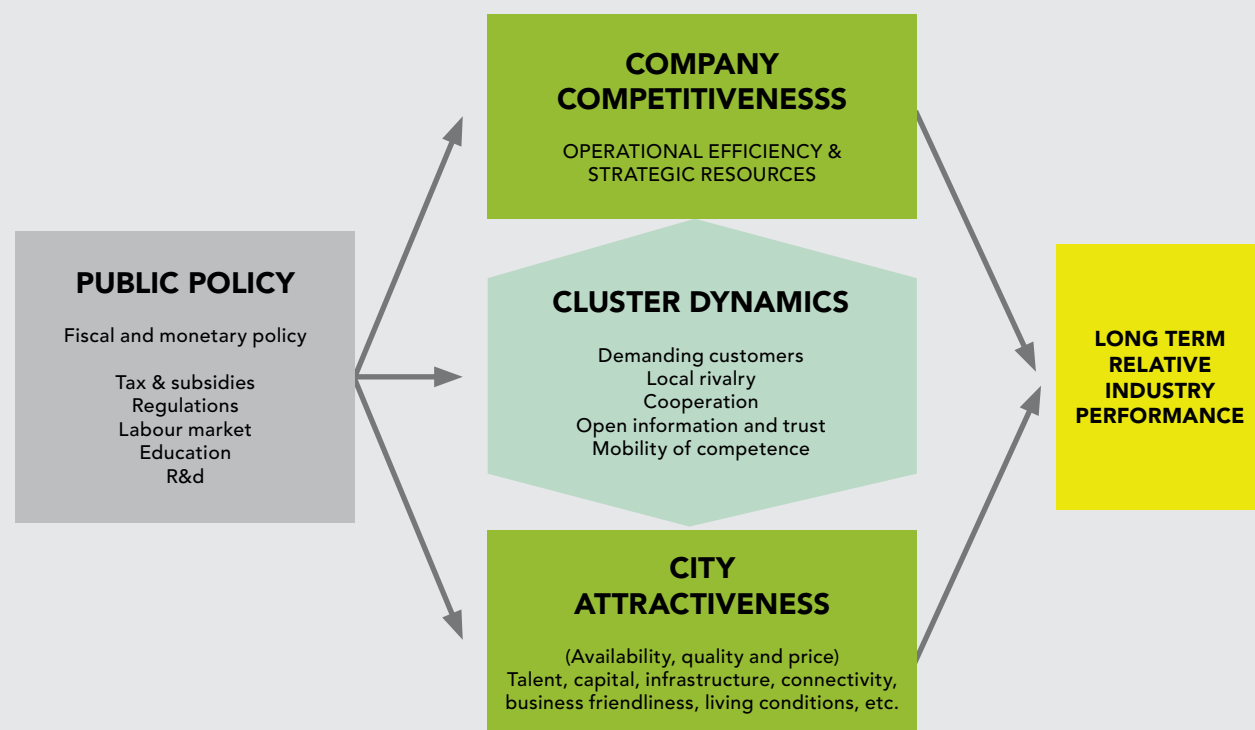 PUBLIC POLICY
Fiscal and monetary policy
Tax & subsidies
Regulations
Labour market
Education
R&d
COMPANY
COMPETITIVENESSS
OPERATIONAL EFFICIENCY &
STRATEGIC RESOURCES
CLUSTER DYNAMICS
Demanding customers
Local rivalry
Cooperation
Open information and trust
Mobility of competence
CITY
ATTRACTIVENESS
(Availability, quality and price)
Talent, capital, infrastructure, connectivity,
business friendliness, living conditions, etc.
LONG TERM
RELATIVE
INDUSTRY
PERFORMANCE